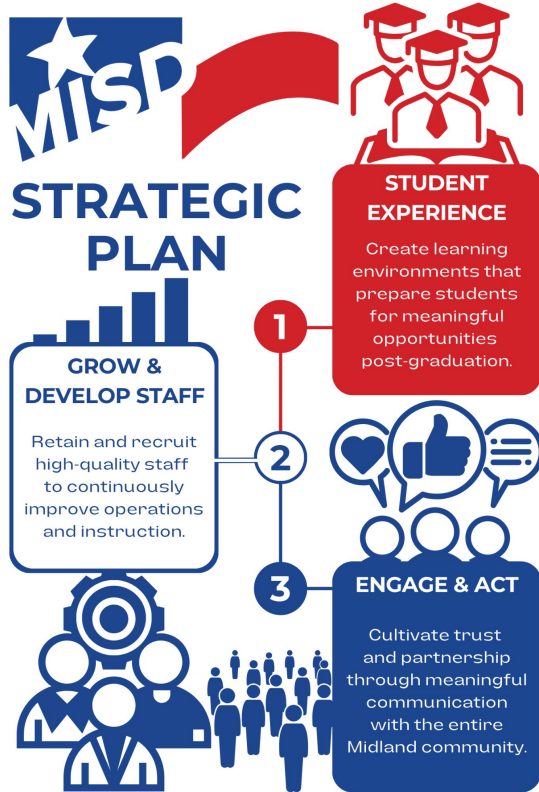 MISD
STRATEGIC
PLAN
1
STUDENT
EXPERIENCE
Create learning
environments that
prepare students
for meaningful
opportunities
post-graduation.
2
GROW &
DEVELOP STAFF
Retain and recruit
high-quality staff
to continuously
improve operations
and instruction.
3
ENGAGE & ACT
Cultivate trust
and partnership
through meaningful
communication
with the entire
Midland community.